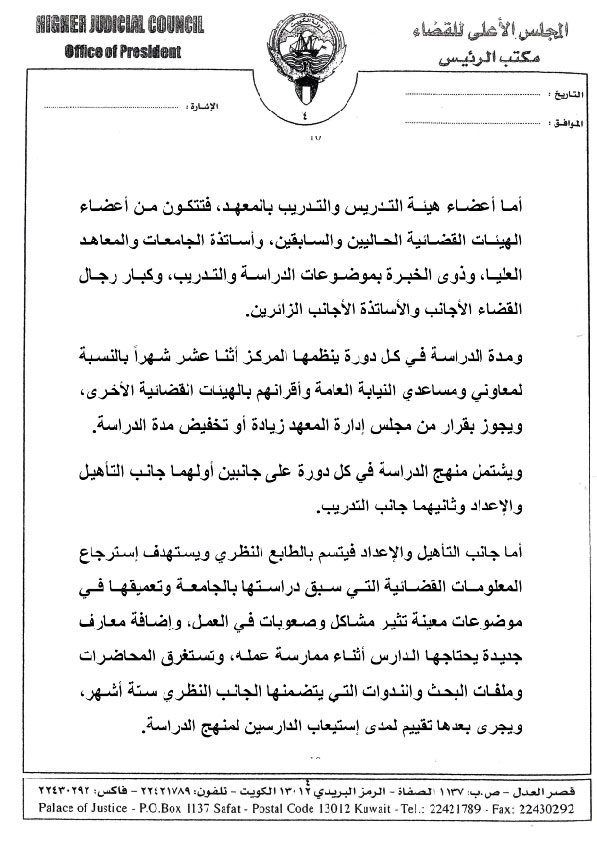 HIGHER JUDICIAL COUNCIL
Office of President
المجلس الأعلى للقضاء
مكتب الرئيس
التاريخ :
الموافق :
الإشارة :
٤
أما أعضاء هيئة التدريس والتدريب بالمعهد، فتتكون من أعضاء
الهيئات القضائية الحاليين والسابقين، وأساتذة الجامعات والمعاهد
العليا، وذوى الخبرة بموضوعات الدراسة والتدريب، وكبار رجال
القضاء الأجانب والأساتذة الأجانب الزائرين.
ومدة الدراسة في كل دورة ينظمها المركز أثنا عشر شهراً بالنسبة
لمعاوني ومساعدي النيابة العامة وأقرانهم بالهيئات القضائية الأخرى،
ويجوز بقرار من مجلس إدارة المعهد زيادة أو تخفيض مدة الدراسة.
ويشتمل منهج الدراسة في كل دورة على جانبين أولهما جانب التأهيل
والإعداد وثانيهما جانب التدريب.
أما جانب التأهيل والإعداد فيتسم بالطابع النظري ويستهدف إسترجاع
المعلومات القضائية التي سبق دراستها بالجامعة وتعميقها في
موضوعات معينة تثير مشاكل وصعوبات في العمل، وإضافة معارف
جديدة يحتاجها الدارس أثناء ممارسة عمله، وتستغرق المحاضرات
وملفات البحث والندوات التي يتضمنها الجانب النظري ستة أشهر،
ويجرى بعدها تقييم لمدى إستيعاب الدارسين لمنهج الدراسة.
٤
قصر العدل - ص.ب: ١١٣٧ الصفاة - الرمز البريدي ١٣٠١٢ الكويت - تلفون: ٢٢٤٢١٧٨٩ - فاكس: ٢٢٤٣٠٢٩٢
Palace of Justice - P.O.Box 1137 Safat - Postal Code 13012 Kuwait - Tel.: 22421789 - Fax: 22430292